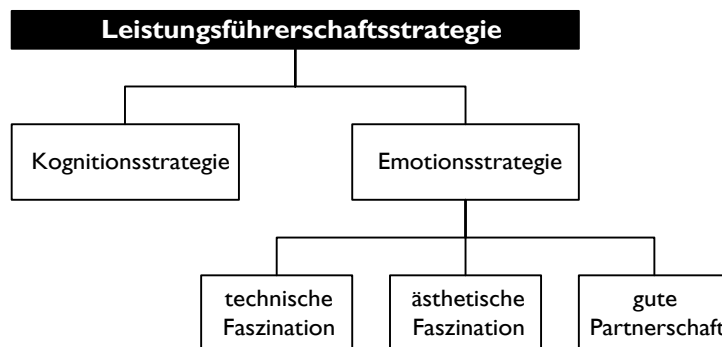 Leistungsführerschaftsstrategie
Kognitionsstrategie
Emotionsstrategie
technische
Faszination
ästhetische
Faszination
gute
Partnerschaft